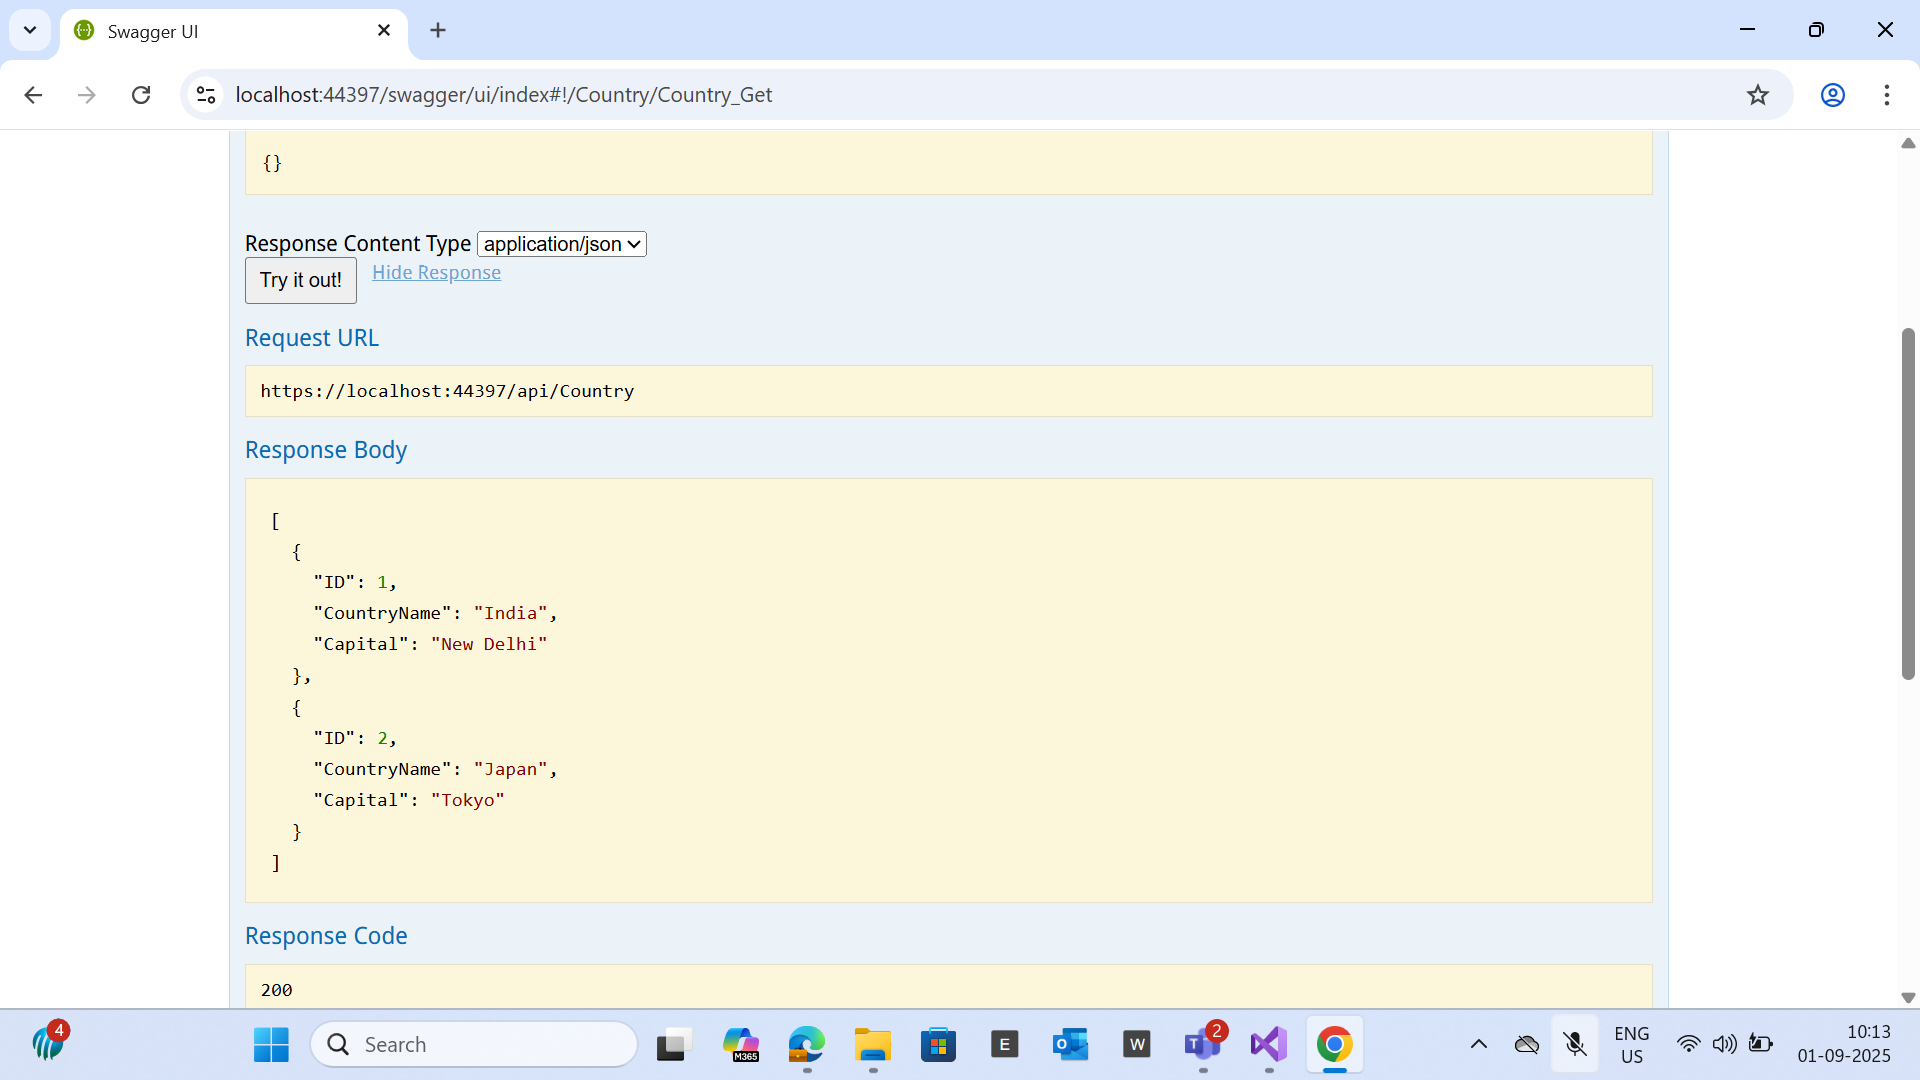 Swagger UI
localhost:44397/swagger/ui/index#!/Country/Country_Get
{}
Response Content Type application/json
Try it out! Hide Response
Request URL
https://localhost:44397/api/Country
Response Body
[
{
"ID": 1,
"CountryName": "India",
"Capital": "New Delhi"
},
{
"ID": 2,
"CountryName": "Japan",
"Capital": "Tokyo"
}
]
Response Code
200
4
Search
M365
E
O
W
T
2
ENG
US
10:13
01-09-2025